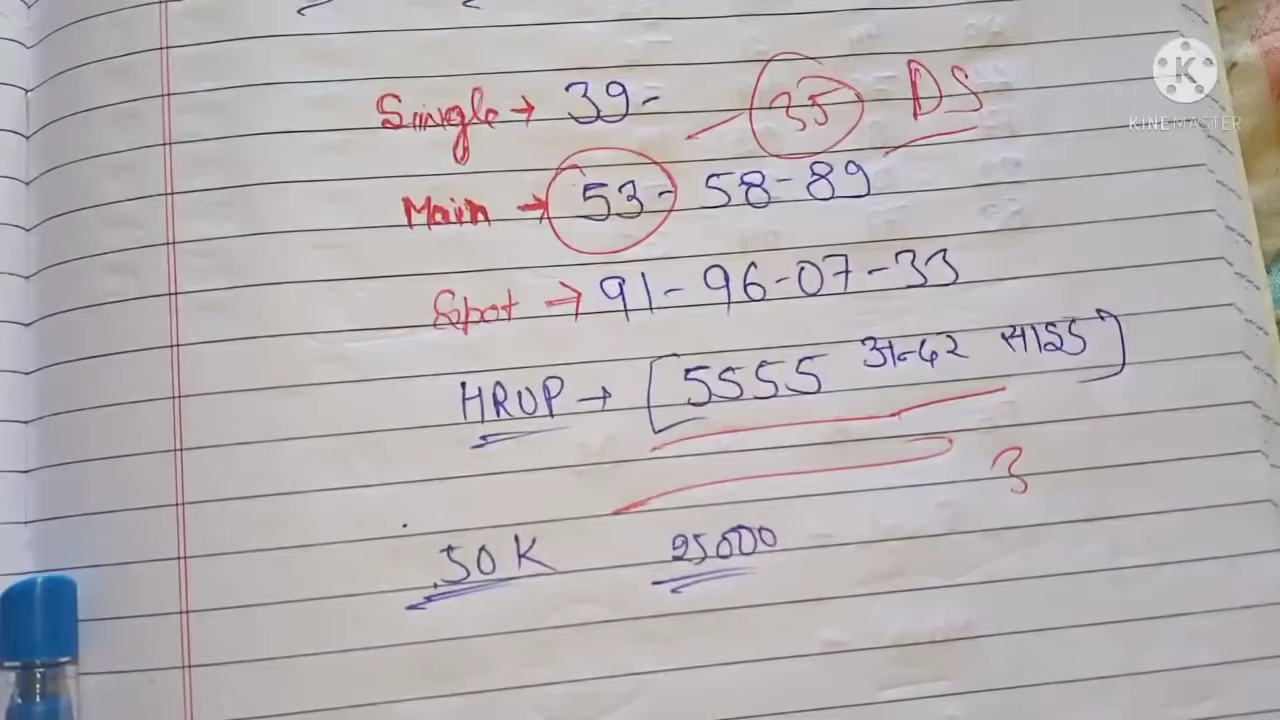 Single → 39- - 35 DS
Main → 53- 58-89
Spot → 91-96-07-33
HRUP → [5555 अन्दर साइड]
3
50K 25000
KINEMASTER